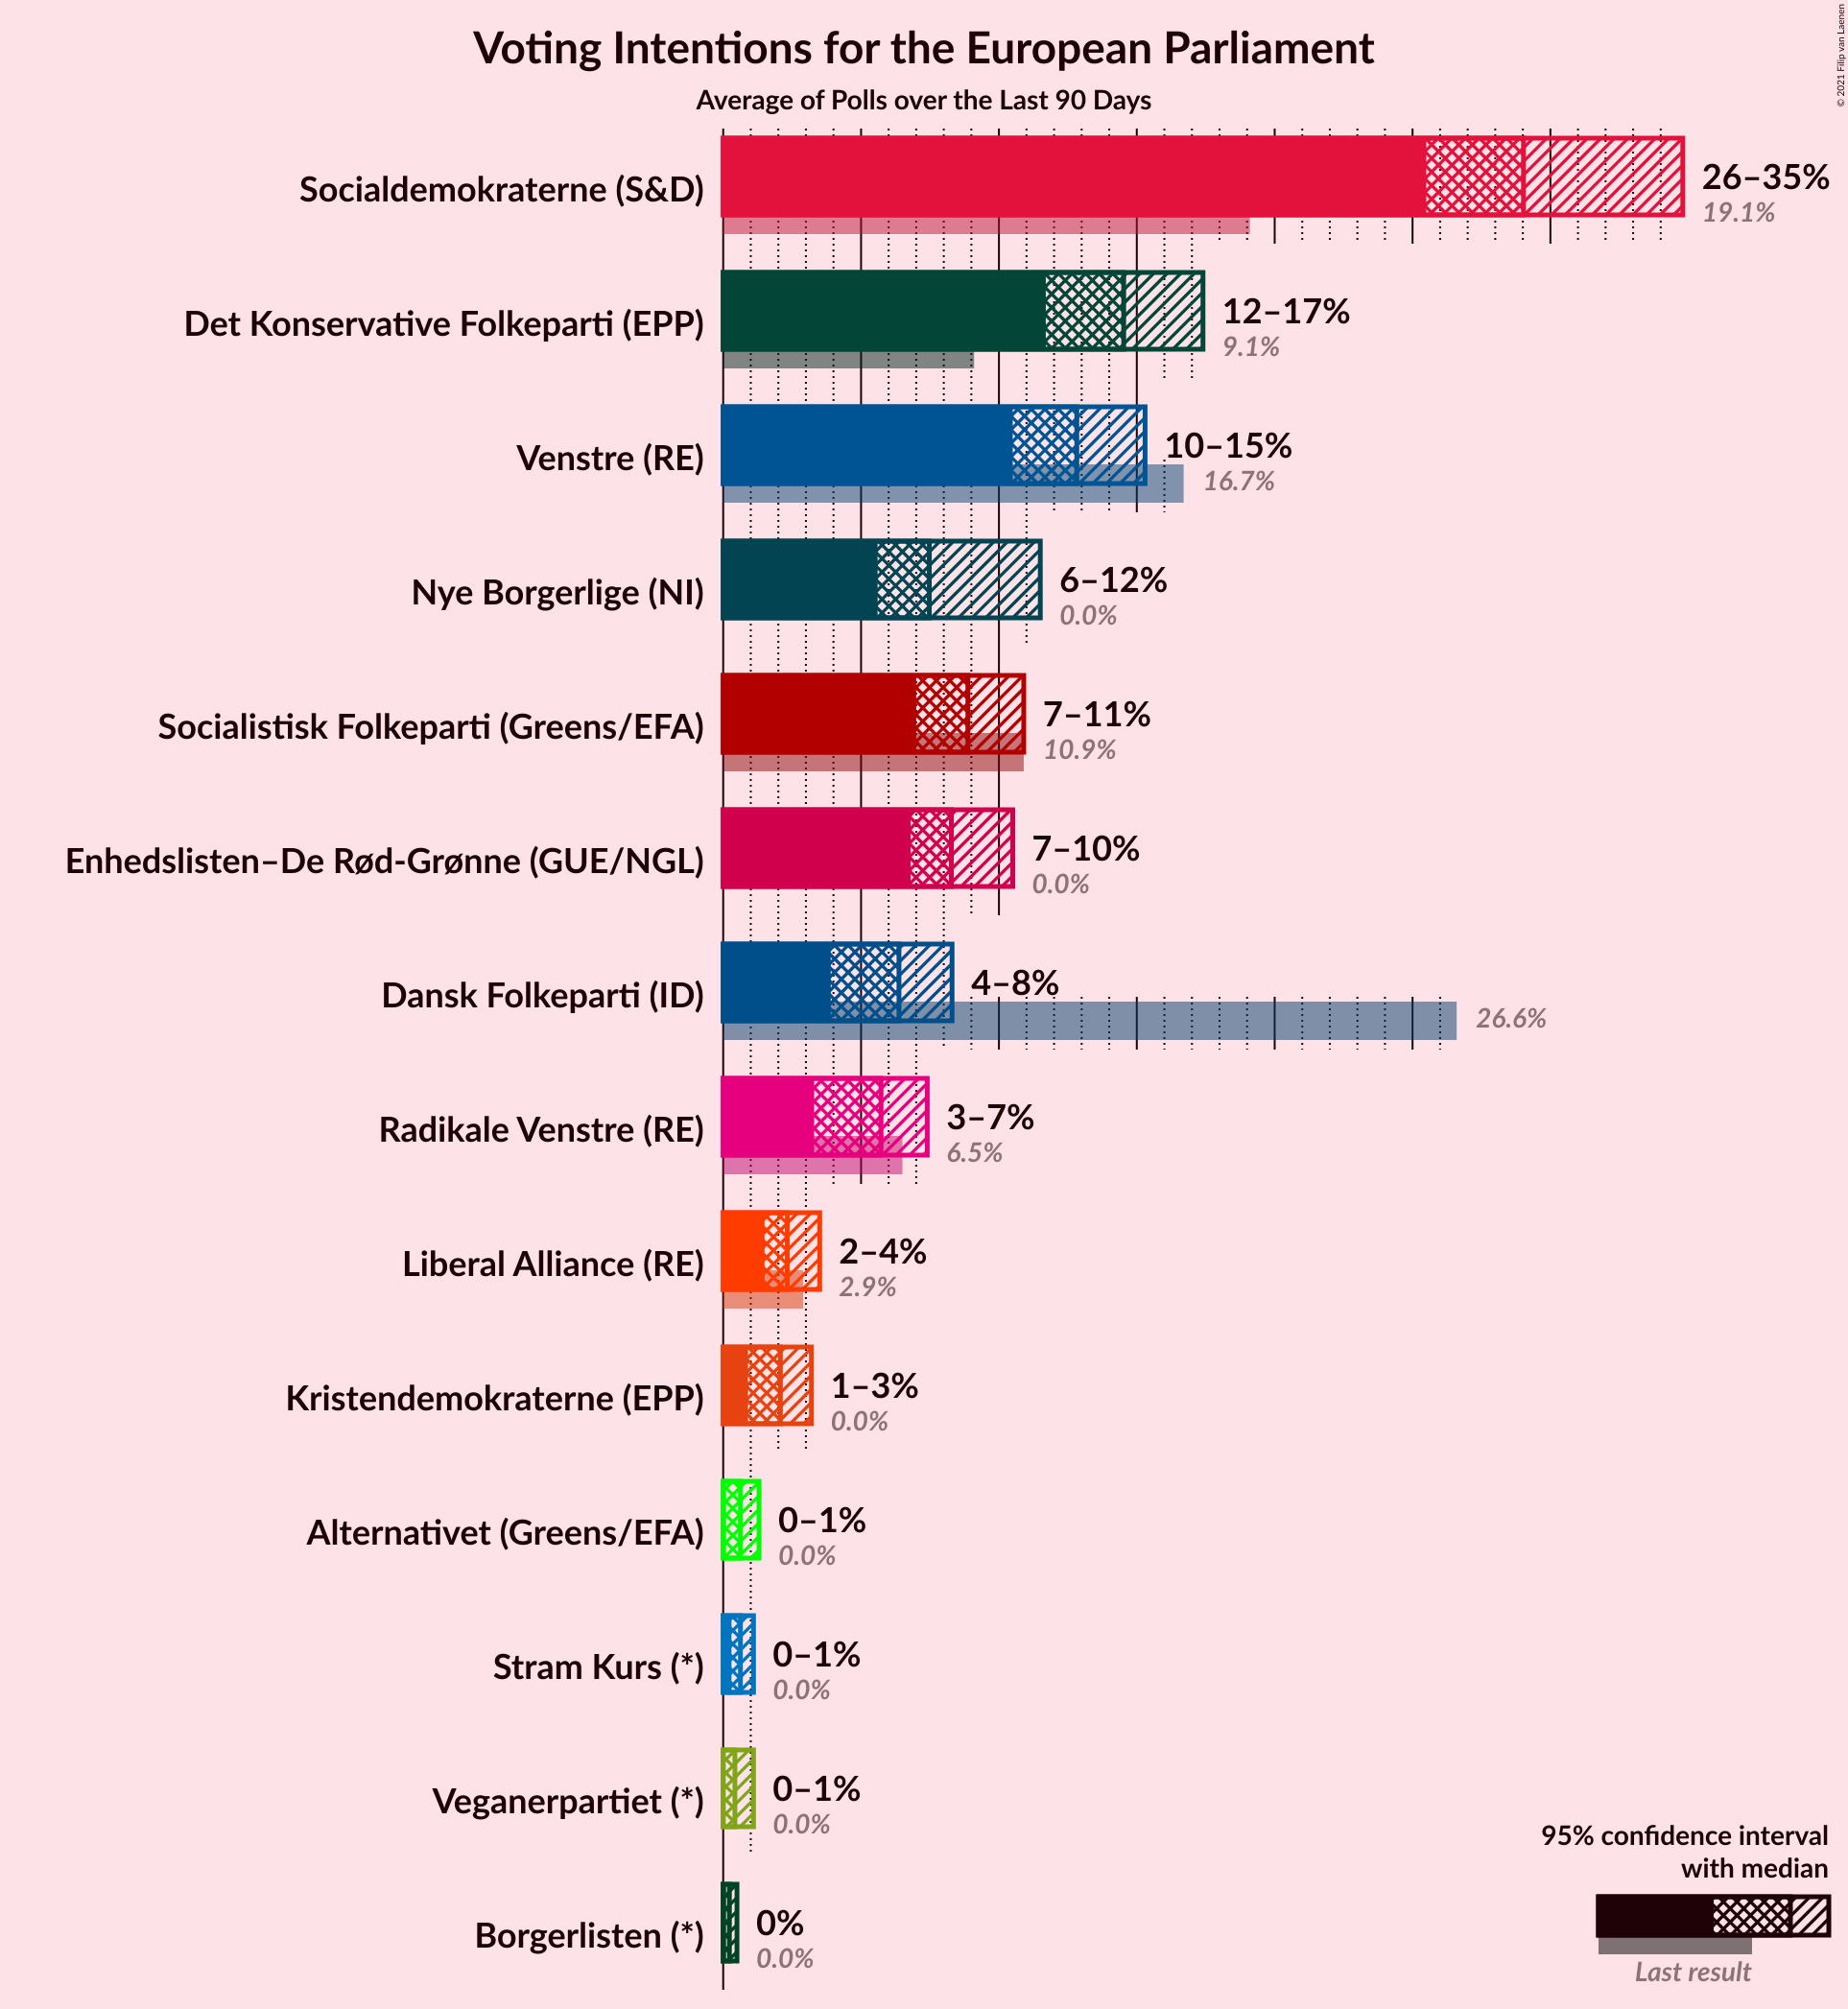 Voting Intentions for the European Parliament
Average of Polls over the Last 90 Days
© 2021 Filip van Laenen
Socialdemokraterne (S&D)
26–35%
19.1%
Det Konservative Folkeparti (EPP)
12–17%
9.1%
Venstre (RE)
10–15%
16.7%
Nye Borgerlige (NI)
6–12%
0.0%
Socialistisk Folkeparti (Greens/EFA)
7–11%
10.9%
Enhedslisten–De Rød-Grønne (GUE/NGL)
7–10%
0.0%
Dansk Folkeparti (ID)
4–8%
26.6%
Radikale Venstre (RE)
3–7%
6.5%
Liberal Alliance (RE)
2–4%
2.9%
Kristendemokraterne (EPP)
1–3%
0.0%
Alternativet (Greens/EFA)
0–1%
0.0%
Stram Kurs (*)
0–1%
0.0%
Veganerpartiet (*)
0–1%
0.0%
Borgerlisten (*)
0%
0.0%
95% confidence interval
with median
Last result